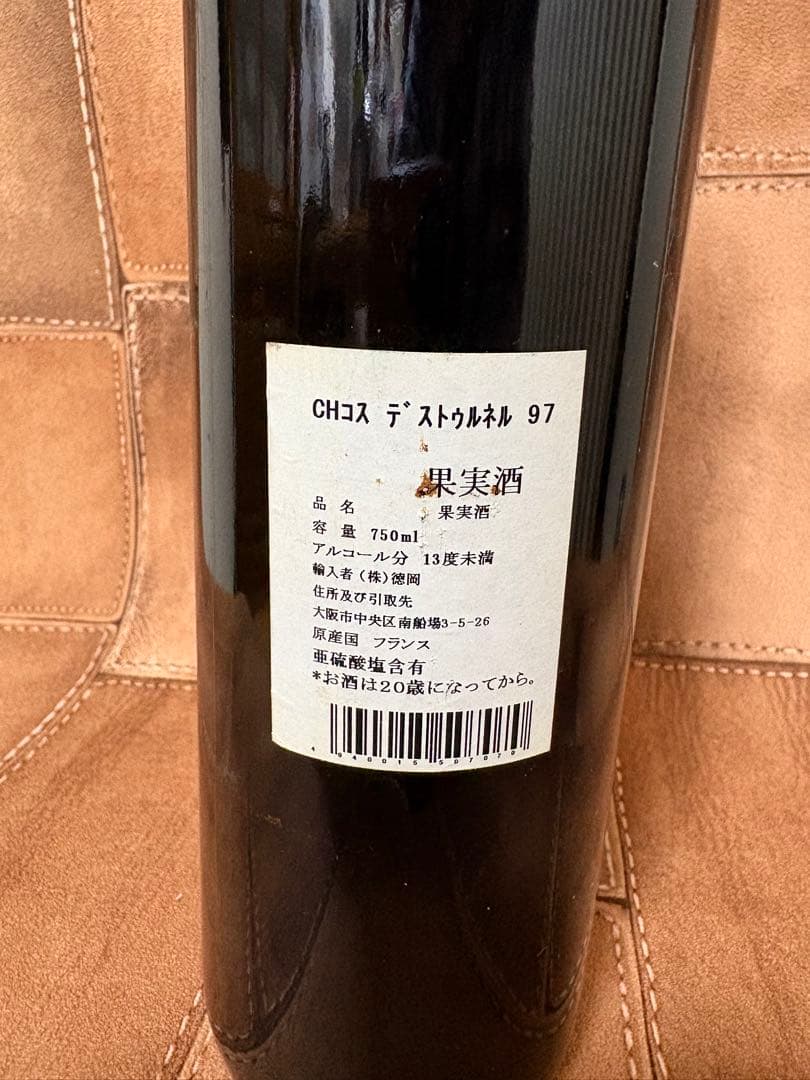 CHｺｽ ﾃﾞｽﾄｩﾙﾈﾙ 97
果実酒
品 名 果実酒
容 量 750ml
アルコール分 13度未満
輸入者 (株)徳岡
住所及び引取先
大阪市中央区南船場3-5-26
原産国 フランス
亜硫酸塩含有
*お酒は20歳になってから。
4 940015 507070